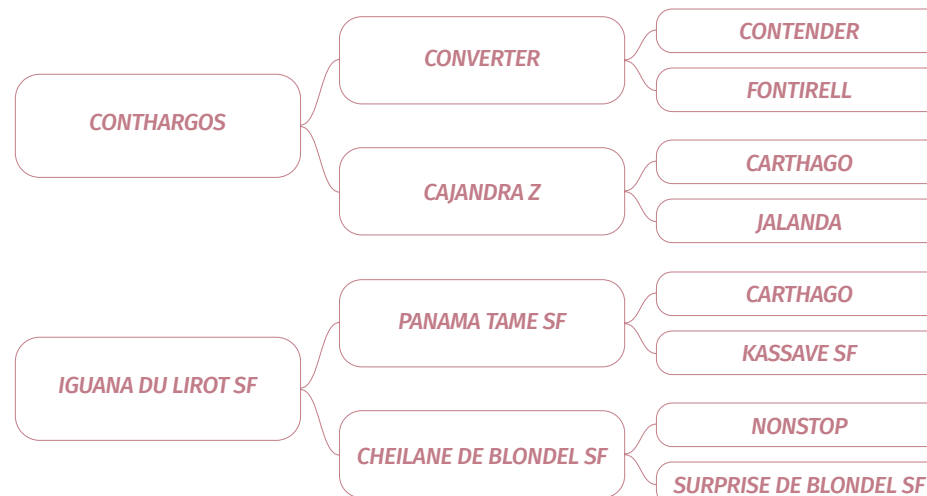 CONTHARGOS
CONVERTER
CONTENDER
FONTIRELL
CAJANDRA Z
CARTHAGO
JALANDA
IGUANA DU LIROT SF
PANAMA TAME SF
CARTHAGO
KASSAVE SF
CHEILANE DE BLONDEL SF
NONSTOP
SURPRISE DE BLONDEL SF